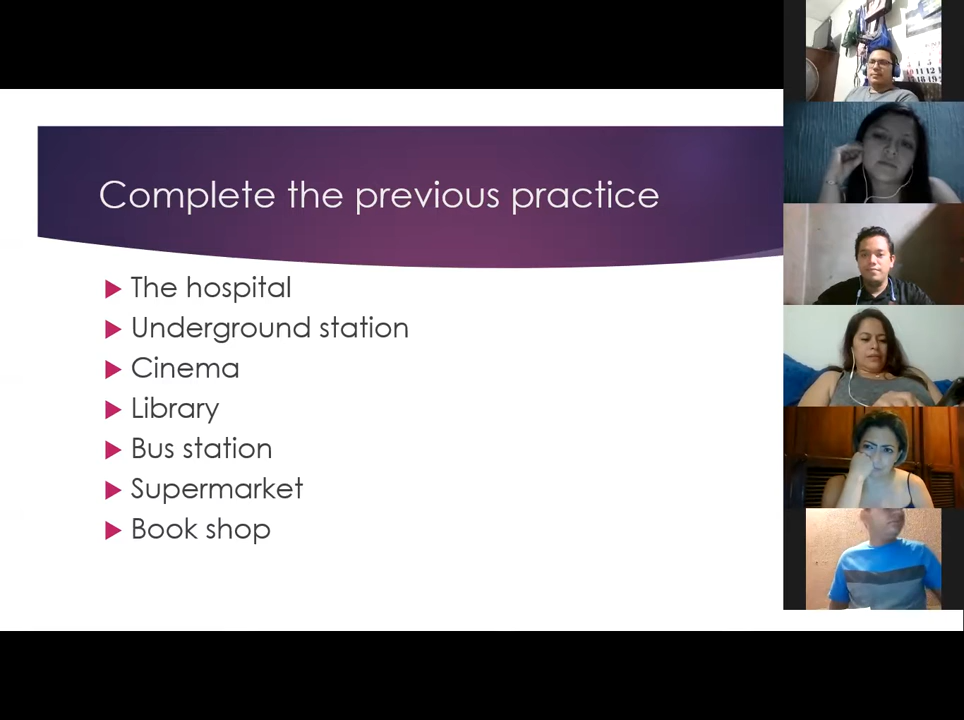 Complete the previous practice
The hospital
Underground station
Cinema
Library
Bus station
Supermarket
Book shop